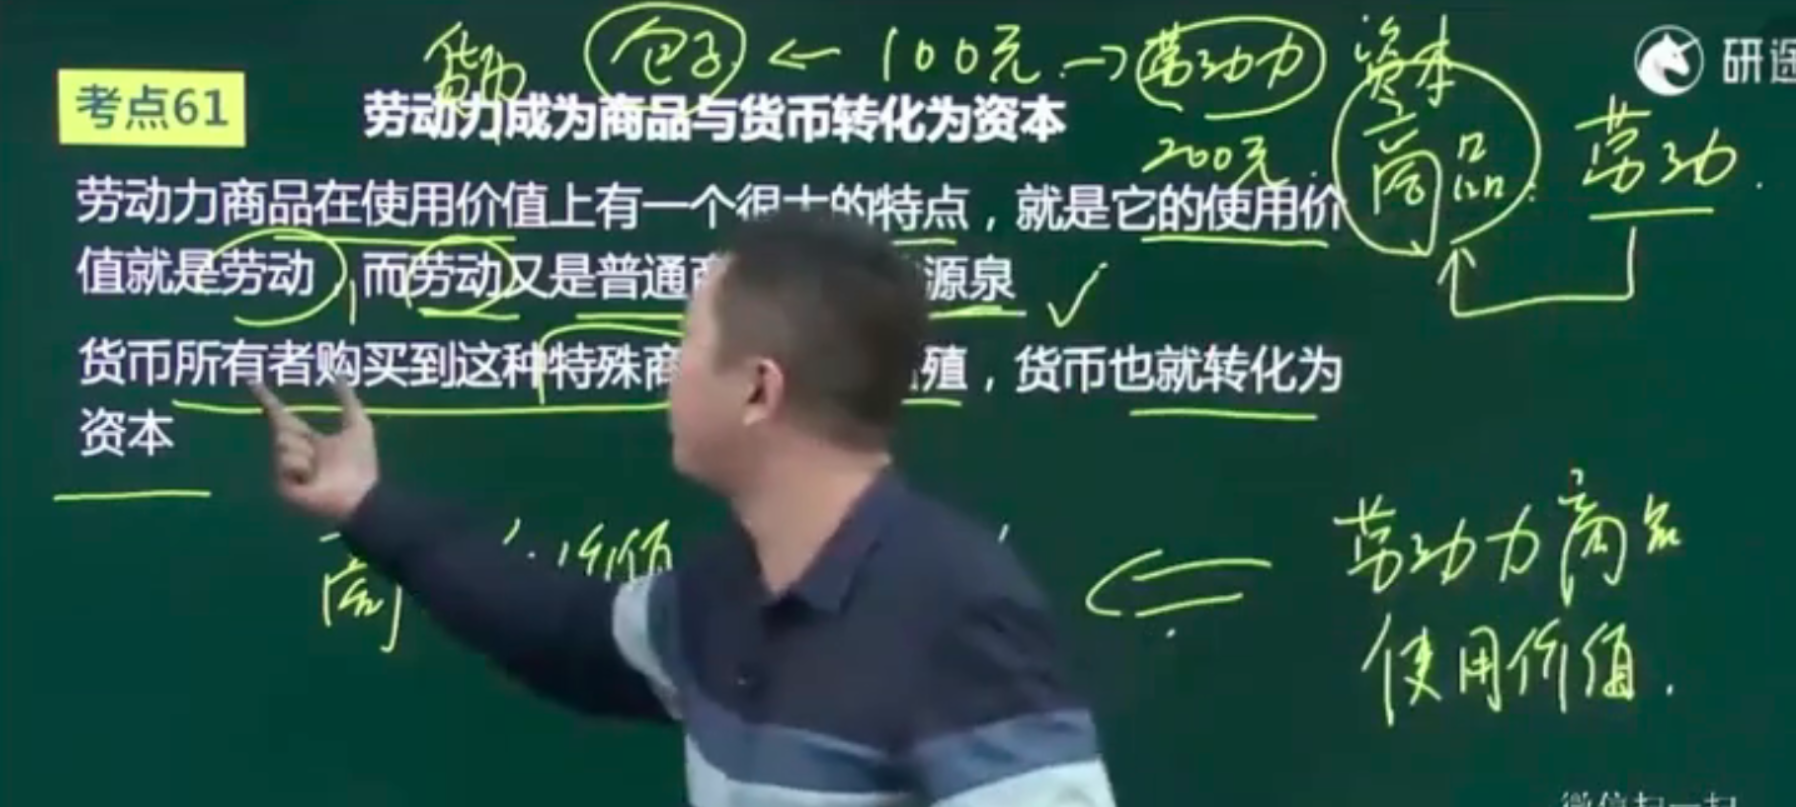 货币 包子 ← 100元 → 劳动力 资本
研途
考点61
劳动力成为商品与货币转化为资本
200元 商品 劳动
劳动力商品在使用价值上有一个很大的特点，就是它的使用价
值就是劳动，而劳动又是普通商 源泉
货币所有者购买到这种特殊商 殖，货币也就转化为
资本
商 价值
劳动力商品
使用价值
微信扫一扫